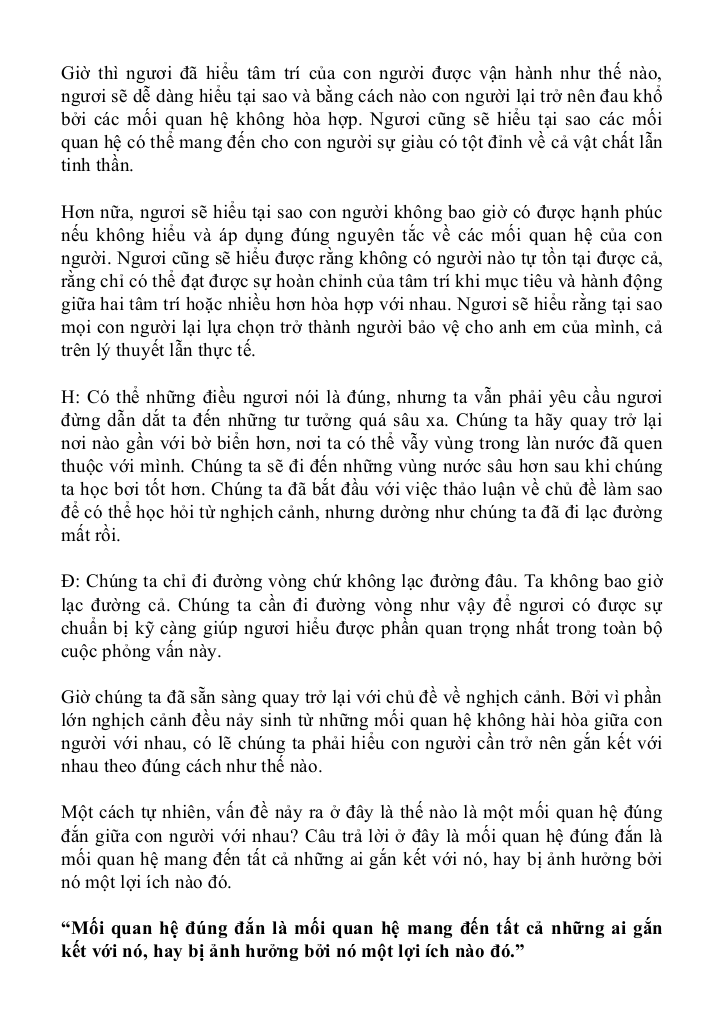 Giờ thì ngươi đã hiểu tâm trí của con người được vận hành như thế nào,
ngươi sẽ dễ dàng hiểu tại sao và bằng cách nào con người lại trở nên đau khổ
bởi các mối quan hệ không hòa hợp. Ngươi cũng sẽ hiểu tại sao các mối
quan hệ có thể mang đến cho con người sự giàu có tột đỉnh về cả vật chất lẫn
tinh thần.
Hơn nữa, ngươi sẽ hiểu tại sao con người không bao giờ có được hạnh phúc
nếu không hiểu và áp dụng đúng nguyên tắc về các mối quan hệ của con
người. Ngươi cũng sẽ hiểu được rằng không có người nào tự tồn tại được cả,
rằng chỉ có thể đạt được sự hoàn chỉnh của tâm trí khi mục tiêu và hành động
giữa hai tâm trí hoặc nhiều hơn hòa hợp với nhau. Ngươi sẽ hiểu rằng tại sao
mọi con người lại lựa chọn trở thành người bảo vệ cho anh em của mình, cả
trên lý thuyết lẫn thực tế.
H: Có thể những điều ngươi nói là đúng, nhưng ta vẫn phải yêu cầu ngươi
đừng dẫn dắt ta đến những tư tưởng quá sâu xa. Chúng ta hãy quay trở lại
nơi nào gần với bờ biển hơn, nơi ta có thể vẫy vùng trong làn nước đã quen
thuộc với mình. Chúng ta sẽ đi đến những vùng nước sâu hơn sau khi chúng
ta học bơi tốt hơn. Chúng ta đã bắt đầu với việc thảo luận về chủ đề làm sao
để có thể học hỏi từ nghịch cảnh, nhưng dường như chúng ta đã đi lạc đường
mất rồi.
Đ: Chúng ta chỉ đi đường vòng chứ không lạc đường đâu. Ta không bao giờ
lạc đường cả. Chúng ta cần đi đường vòng như vậy để ngươi có được sự
chuẩn bị kỹ càng giúp ngươi hiểu được phần quan trọng nhất trong toàn bộ
cuộc phỏng vấn này.
Giờ chúng ta đã sẵn sàng quay trở lại với chủ đề về nghịch cảnh. Bởi vì phần
lớn nghịch cảnh đều nảy sinh từ những mối quan hệ không hài hòa giữa con
người với nhau, có lẽ chúng ta phải hiểu con người cần trở nên gắn kết với
nhau theo đúng cách như thế nào.
Một cách tự nhiên, vấn đề nảy ra ở đây là thế nào là một mối quan hệ đúng
đắn giữa con người với nhau? Câu trả lời ở đây là mối quan hệ đúng đắn là
mối quan hệ mang đến tất cả những ai gắn kết với nó, hay bị ảnh hưởng bởi
nó một lợi ích nào đó.
“Mối quan hệ đúng đắn là mối quan hệ mang đến tất cả những ai gắn
kết với nó, hay bị ảnh hưởng bởi nó một lợi ích nào đó.”